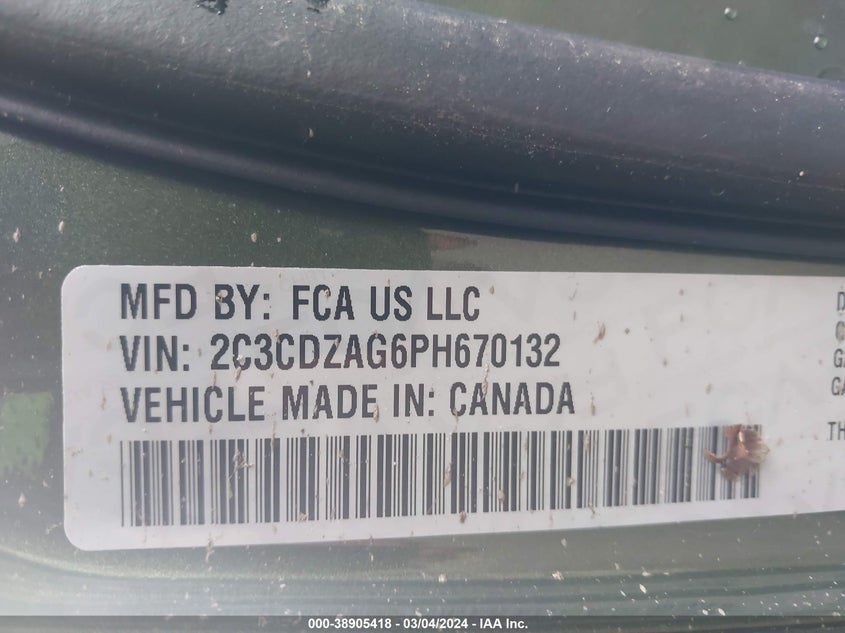 MFD BY: FCA US LLC
VIN: 2C3CDZAG6PH670132
VEHICLE MADE IN: CANADA
000-38905418 - 03/04/2024 - IAA Inc.